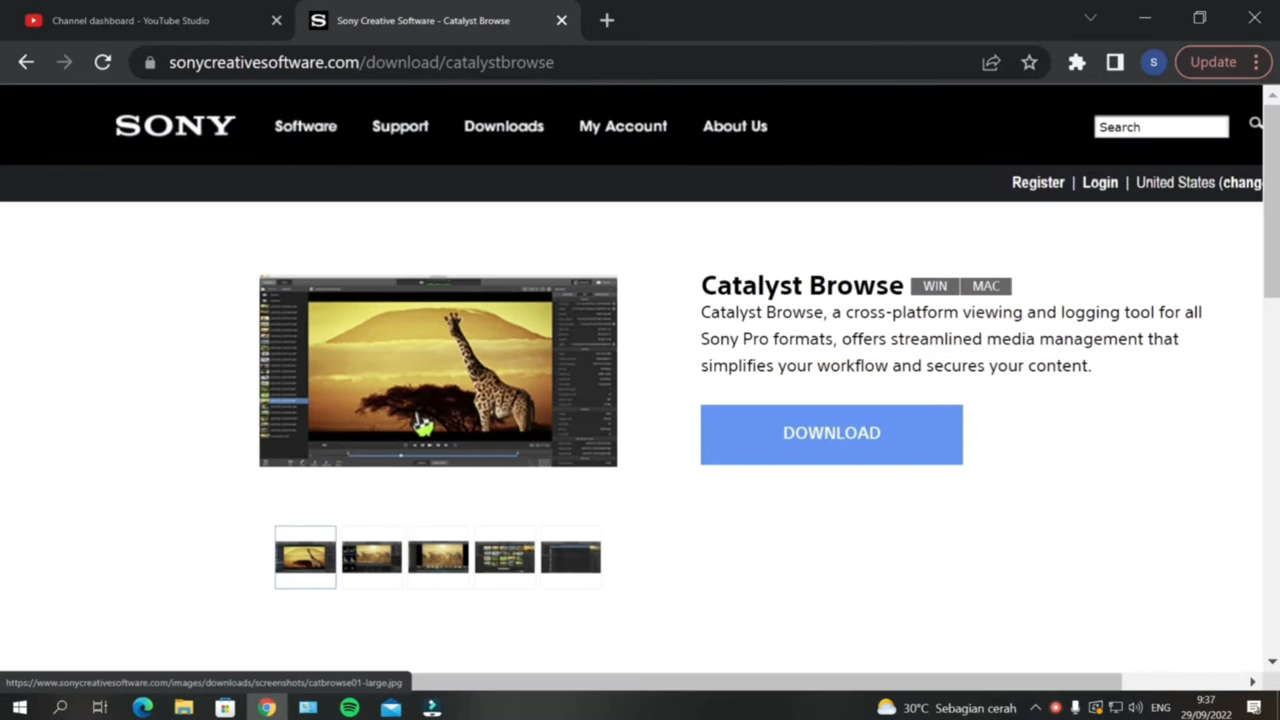 Channel dashboard - YouTube Studio
Sony Creative Software - Catalyst Browse
sonycreativesoftware.com/download/catalystbrowse
S
Update
SONY
Software
Support
Downloads
My Account
About Us
Search
Register | Login | United States (chang
Catalyst Browse WIN MAC
Catalyst Browse, a cross-platform viewing and logging tool for all
Sony Pro formats, offers streamlined media management that
simplifies your workflow and secures your content.
DOWNLOAD
https://www.sonycreativesoftware.com/images/downloads/screenshots/catbrowse01-large.jpg
30°C Sebagian cerah
ENG
9:37
29/09/2022